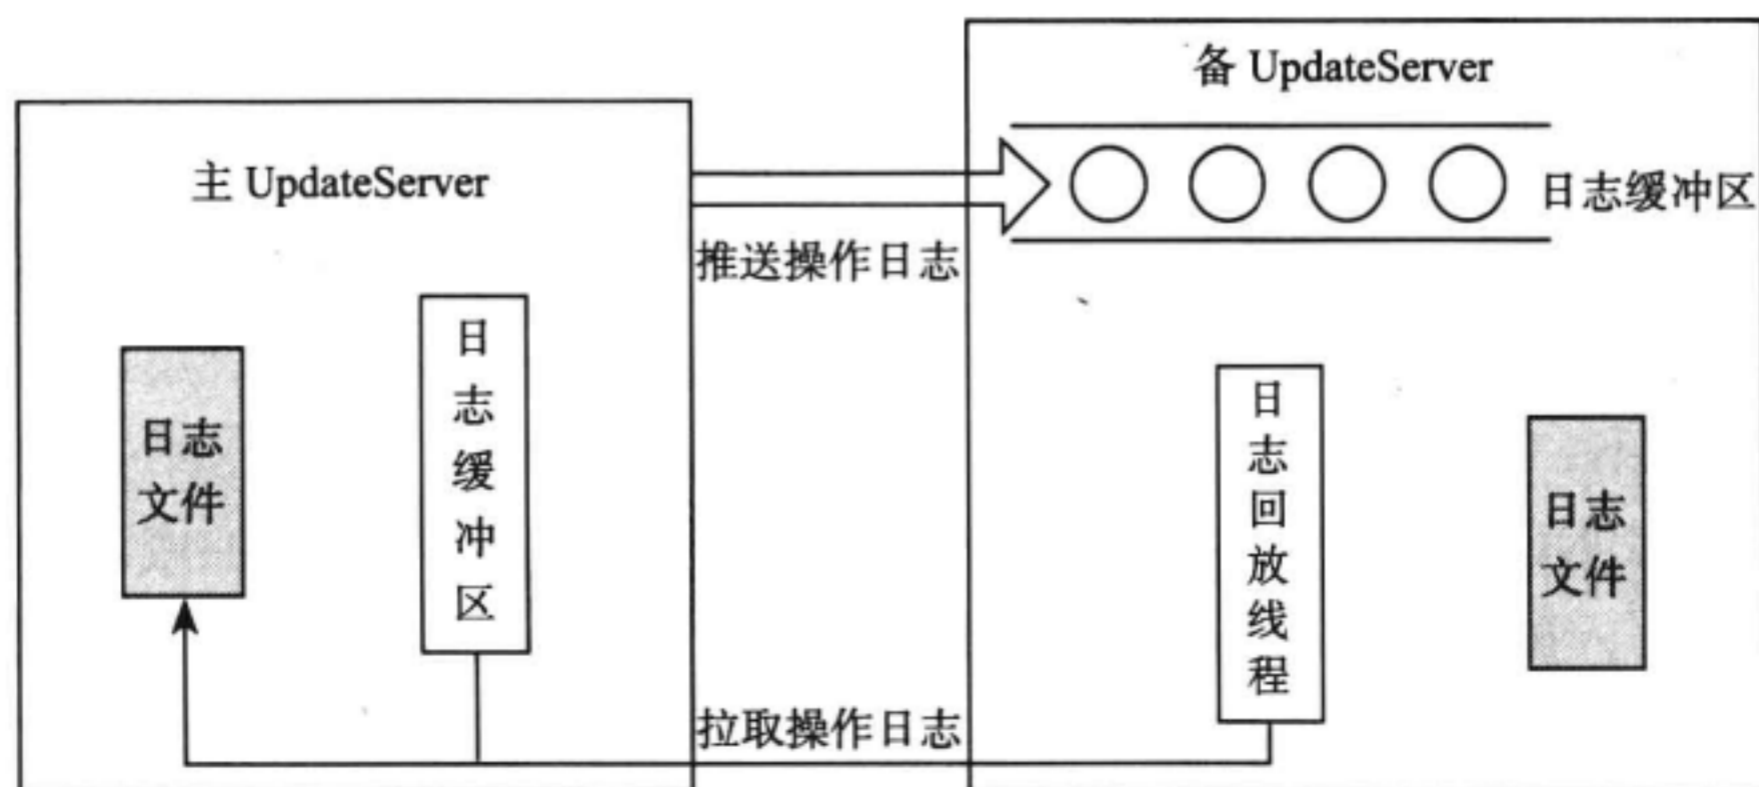 备 UpdateServer
主 UpdateServer
日志缓冲区
推送操作日志
日志缓冲区
日志
文件
日志回放线程
日志
文件
拉取操作日志